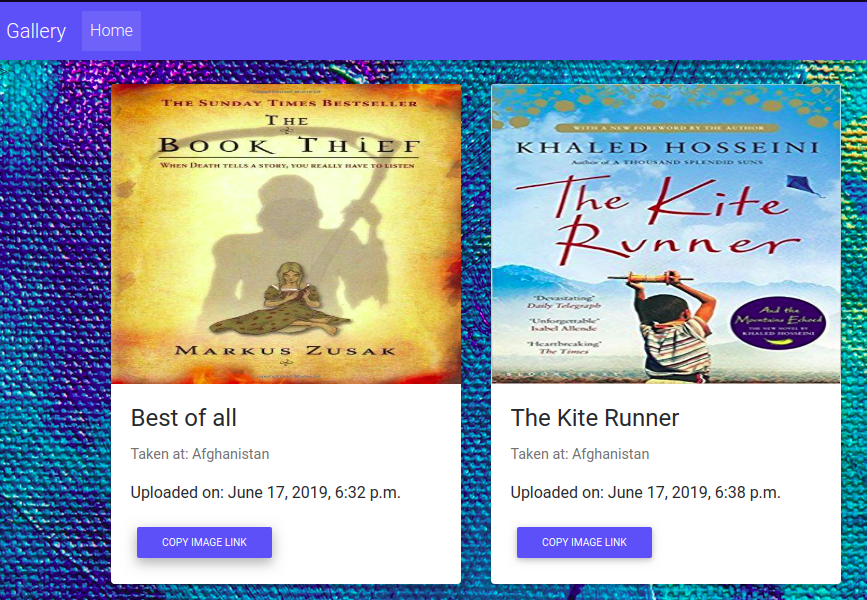 Gallery Home
THE SUNDAY TIMES BESTSELLER
THE
BOOK THIEF
WHEN DEATH TELLS A STORY, YOU REALLY HAVE TO LISTEN
MARKUS ZUSAK
Best of all
Taken at: Afghanistan
Uploaded on: June 17, 2019, 6:32 p.m.
COPY IMAGE LINK
WITH A NEW FOREWORD BY THE AUTHOR
KHALED HOSSEINI
Author of A THOUSAND SPLENDID SUNS
The Kite
Runner
'Devastating'
Daily Telegraph
'Unforgettable'
Isabel Allende
'Heartbreaking'
The Times
And the
Mountains Echoed
THE NEW NOVEL BY
KHALED HOSSEINI
The Kite Runner
Taken at: Afghanistan
Uploaded on: June 17, 2019, 6:38 p.m.
COPY IMAGE LINK